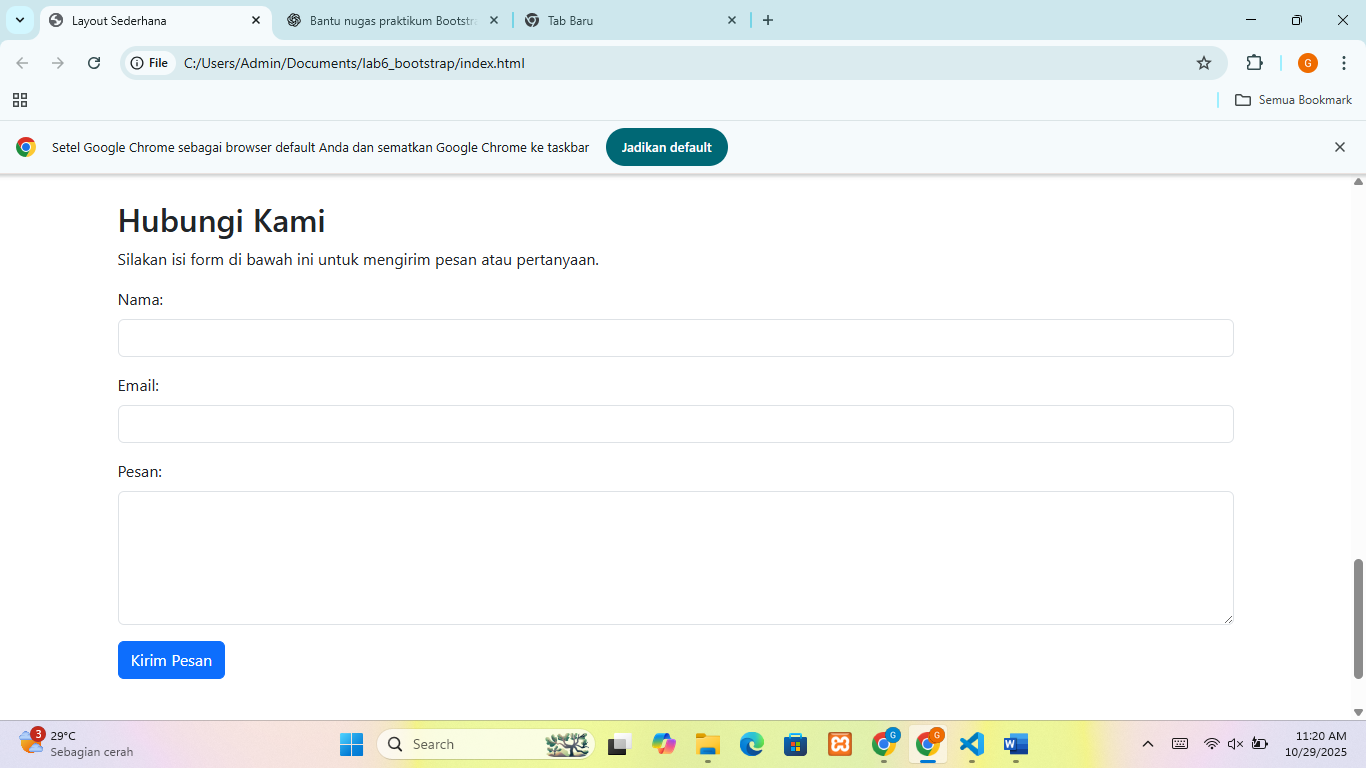 Layout Sederhana
Bantu nugas praktikum Bootstra
Tab Baru
File
C:/Users/Admin/Documents/lab6_bootstrap/index.html
G
Semua Bookmark
Setel Google Chrome sebagai browser default Anda dan sematkan Google Chrome ke taskbar
Jadikan default
Hubungi Kami
Silakan isi form di bawah ini untuk mengirim pesan atau pertanyaan.
Nama:
Email:
Pesan:
Kirim Pesan
3
29°C
Sebagian cerah
Search
G
G
11:20 AM
10/29/2025